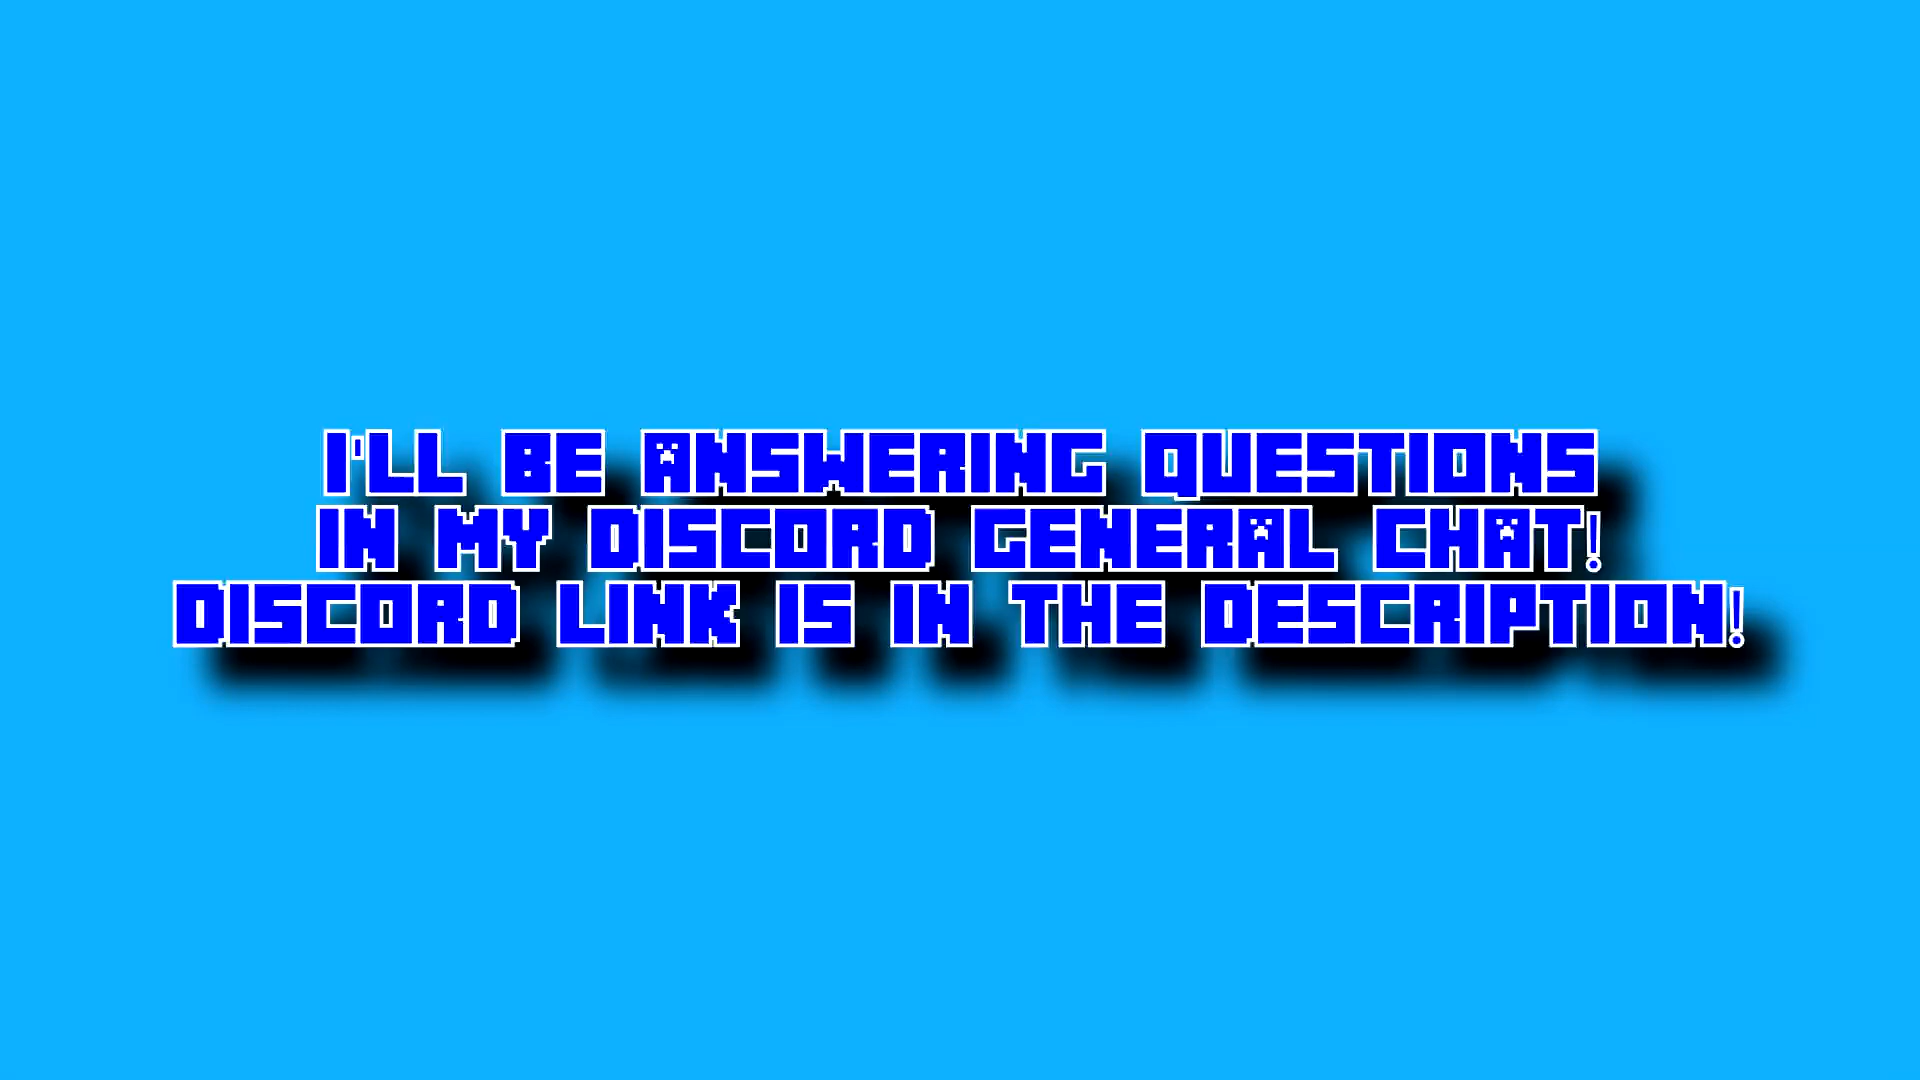 I'LL BE ANSWERING QUESTIONS
IN MY DISCORD GENERAL CHAT!
DISCORD LINK IS IN THE DESCRIPTION!